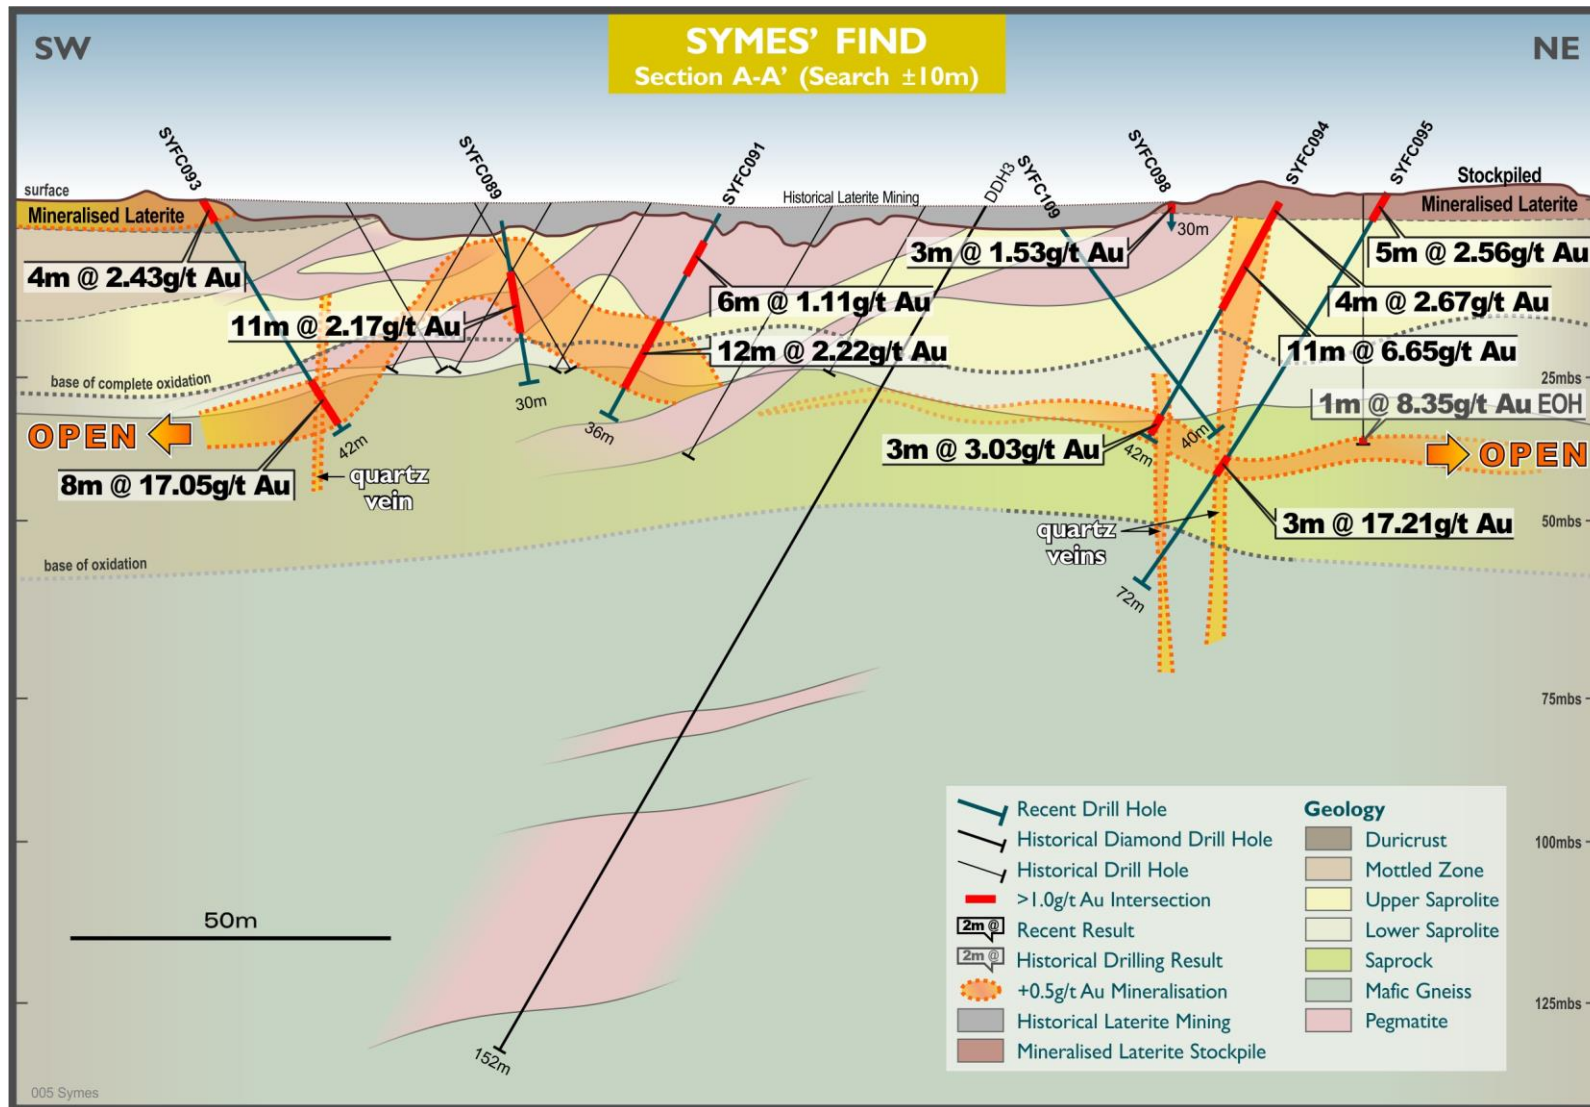 SYMES' FIND
Section A-A' (Search ±10m)
SW
NE
SYFC093
SYFC089
SYFC091
DDH3
SYFC109
SYFC098
SYFC094
SYFC095
surface
Mineralised Laterite
Historical Laterite Mining
Stockpiled
Mineralised Laterite
4m @ 2.43g/t Au
11m @ 2.17g/t Au
6m @ 1.11g/t Au
12m @ 2.22g/t Au
3m @ 1.53g/t Au
30m
5m @ 2.56g/t Au
4m @ 2.67g/t Au
11m @ 6.65g/t Au
1m @ 8.35g/t Au EOH
base of complete oxidation
25mbs
30m
36m
42m
OPEN
8m @ 17.05g/t Au
quartz
vein
3m @ 3.03g/t Au
42m
40m
OPEN
3m @ 17.21g/t Au
quartz
veins
50mbs
base of oxidation
72m
75mbs
100mbs
125mbs
152m
50m
Recent Drill Hole
Historical Diamond Drill Hole
Historical Drill Hole
>1.0g/t Au Intersection
2m @ Recent Result
2m @ Historical Drilling Result
+0.5g/t Au Mineralisation
Historical Laterite Mining
Mineralised Laterite Stockpile
Geology
Duricrust
Mottled Zone
Upper Saprolite
Lower Saprolite
Saprock
Mafic Gneiss
Pegmatite
005 Symes